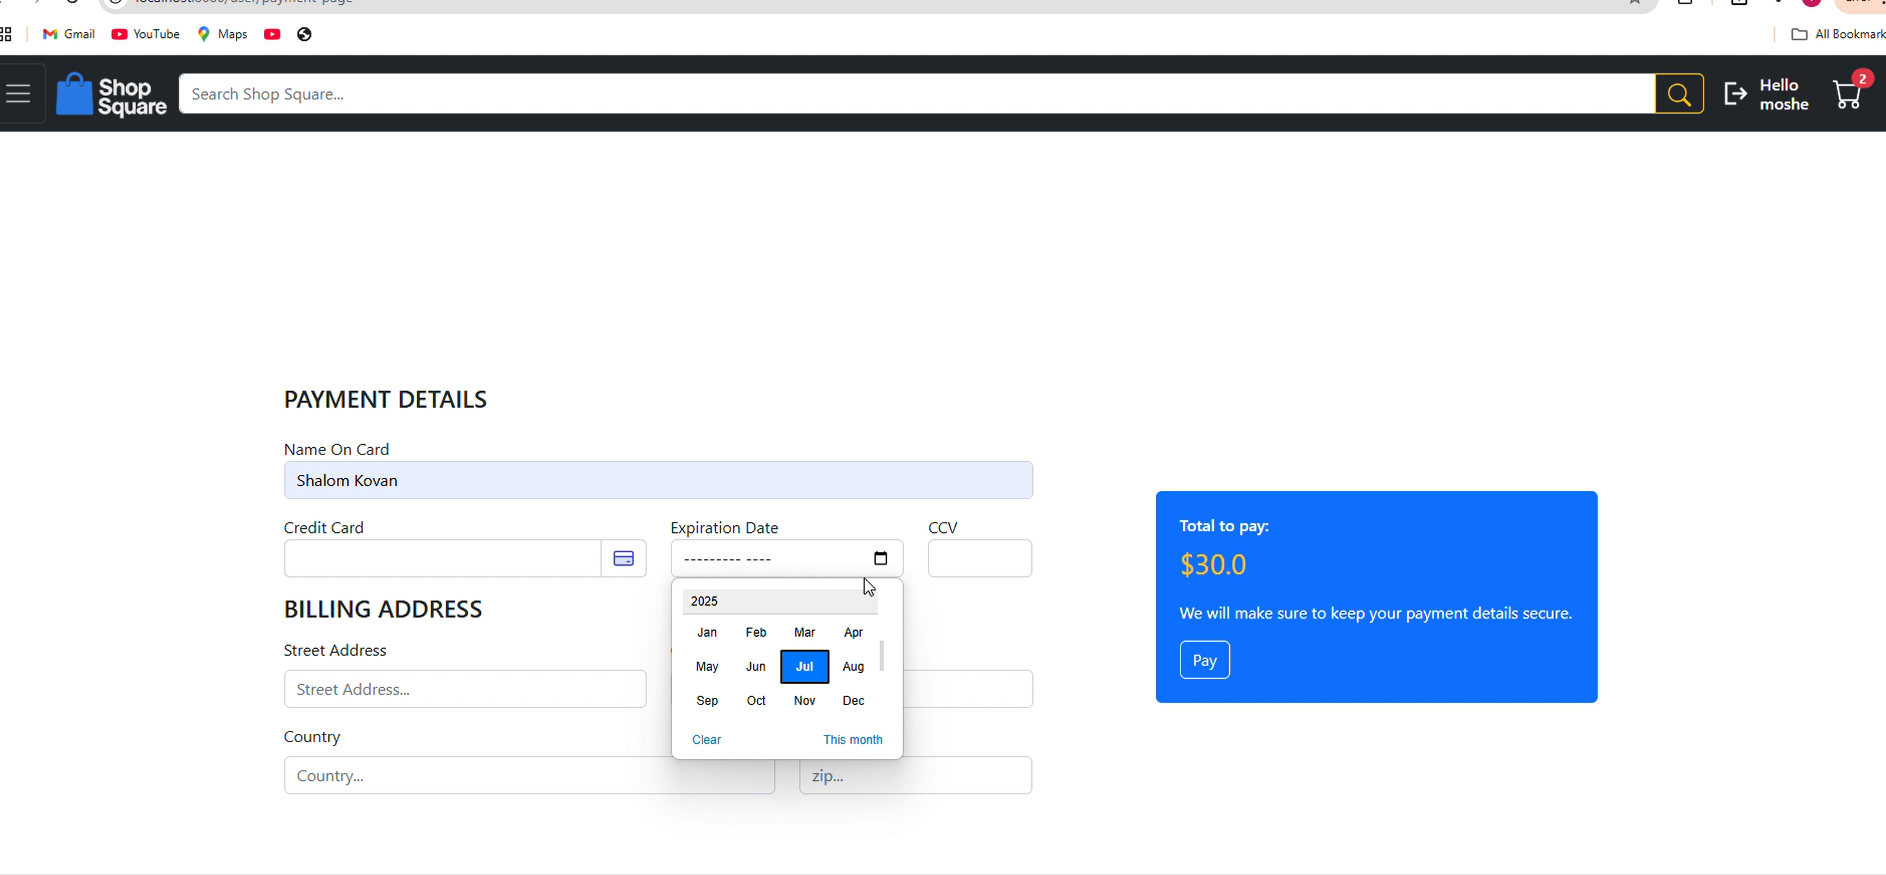 Gmail YouTube Maps All Bookmark
Shop
Square
Search Shop Square...
Hello
moshe
2
PAYMENT DETAILS
Name On Card
Shalom Kovan
Credit Card Expiration Date CCV
--------- ----
2025
Jan Feb Mar Apr
May Jun Jul Aug
Sep Oct Nov Dec
Clear This month
BILLING ADDRESS
Street Address
Street Address...
Country
Country... zip...
Total to pay:
$30.0
We will make sure to keep your payment details secure.
Pay